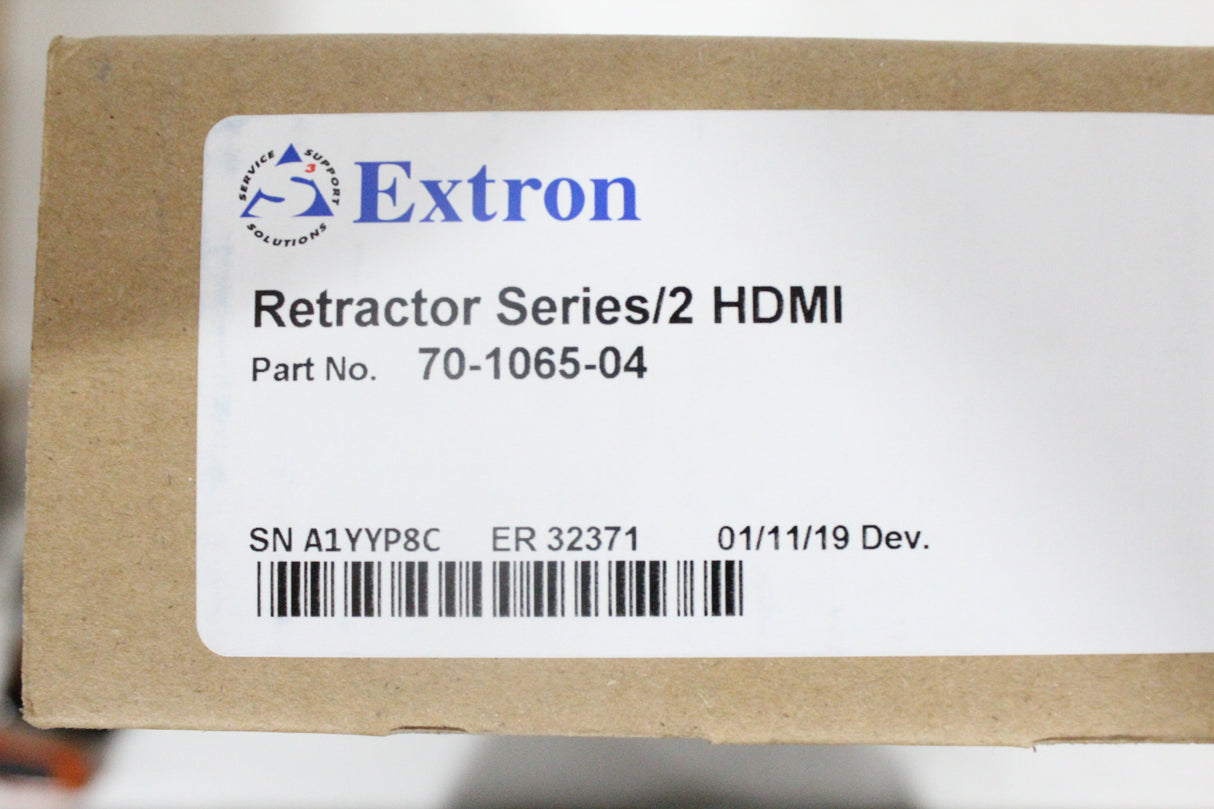 SERVICE SUPPORT SOLUTIONS
S3
Extron
Retractor Series/2 HDMI
Part No. 70-1065-04
SN A1YYP8C ER 32371 01/11/19 Dev.